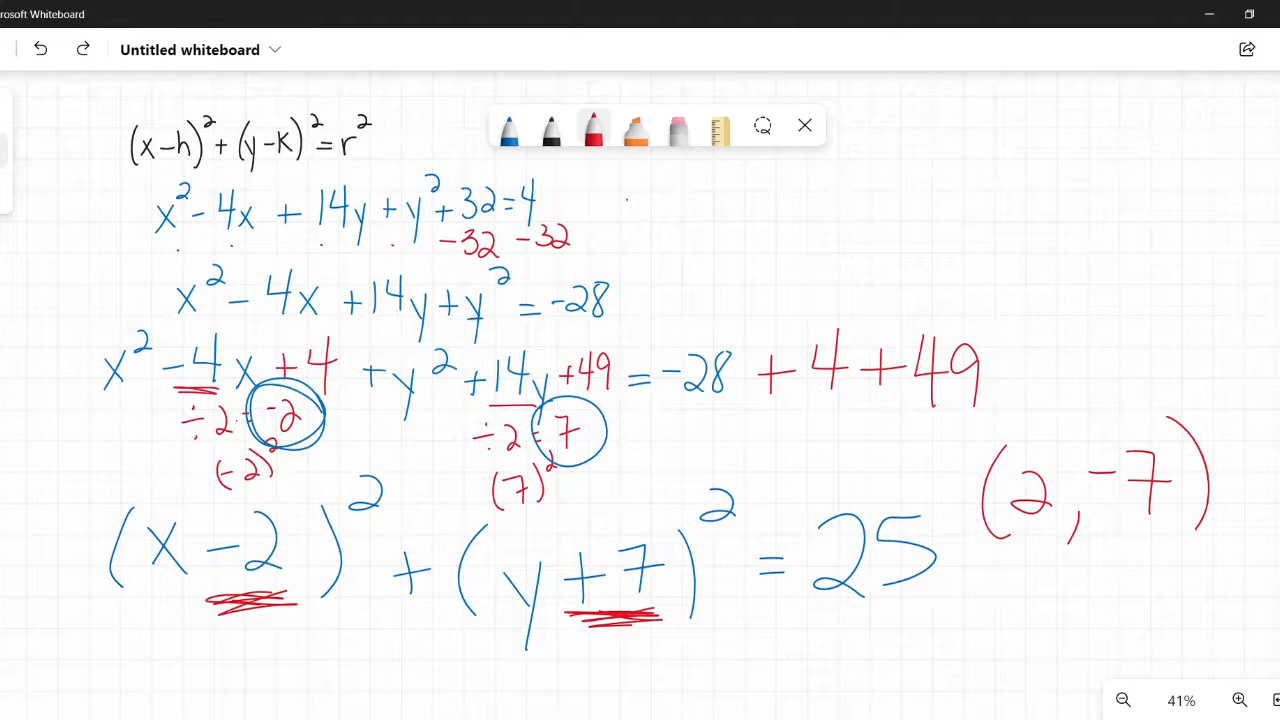 rosoft Whiteboard
Untitled whiteboard
(x-h)² + (y-k)² = r²
x² - 4x + 14y + y² + 32 = 4
-32 -32
x² - 4x + 14y + y² = -28
x² - 4x + 4 + y² + 14y + 49 = -28 + 4 + 49
÷2 = -2 ÷2 = 7
(-2)² (7)²
(2, -7)
(x - 2)² + (y + 7)² = 25
41%